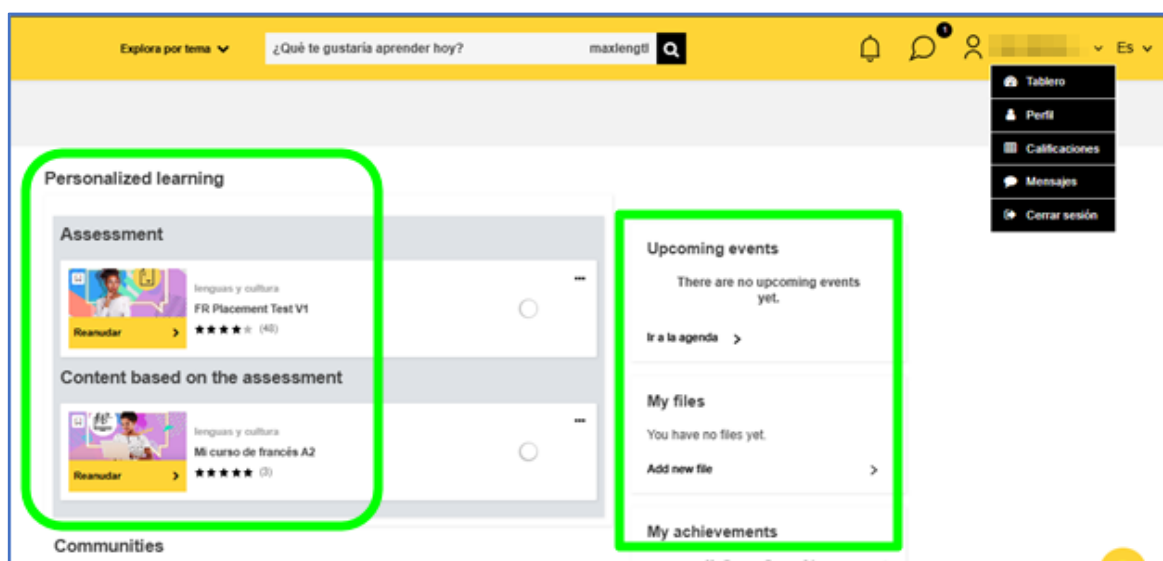 Explora por tema
¿Què te gustaría aprender hoy?
maxlengtl
1
Es
Tablero
Perfil
Calificaciones
Mensajes
Cerrar sesión
Personalized learning
Assessment
lenguas y cultura
FR Placement Test V1
Reanudar
(48)
Content based on the assessment
lenguas y cultura
Mi curso de francés A2
Reanudar
(3)
Communities
Upcoming events
There are no upcoming events
yet.
Ir a la agenda
My files
You have no files yet.
Add new file
My achievements